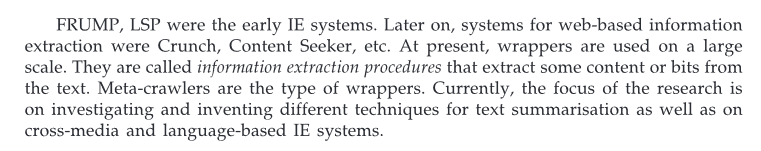 FRUMP, LSP were the early IE systems. Later on, systems for web-based information
extraction were Crunch, Content Seeker, etc. At present, wrappers are used on a large
scale. They are called information extraction procedures that extract some content or bits from
the text. Meta-crawlers are the type of wrappers. Currently, the focus of the research is
on investigating and inventing different techniques for text summarisation as well as on
cross-media and language-based IE systems.